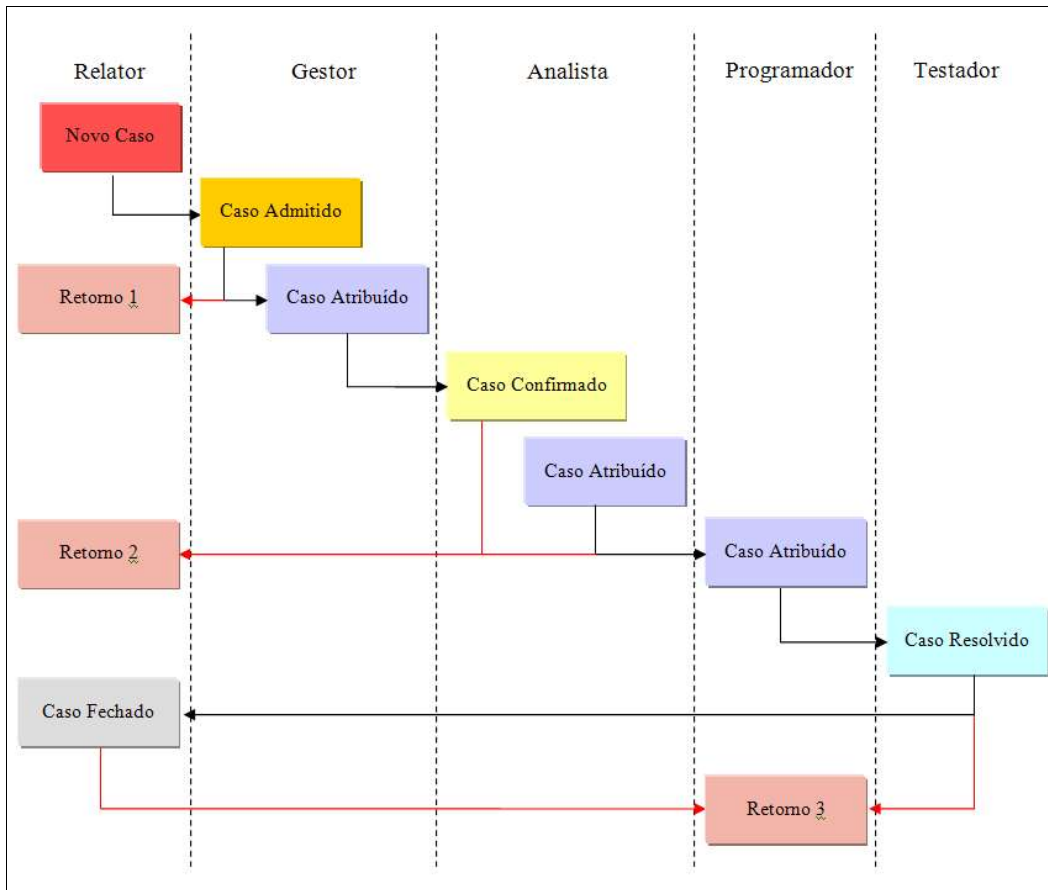 Relator
Gestor
Analista
Programador
Testador
Novo Caso
Caso Admitido
Retorno 1
Caso Atribuído
Caso Confirmado
Caso Atribuído
Retorno 2
Caso Atribuído
Caso Resolvido
Caso Fechado
Retorno 3